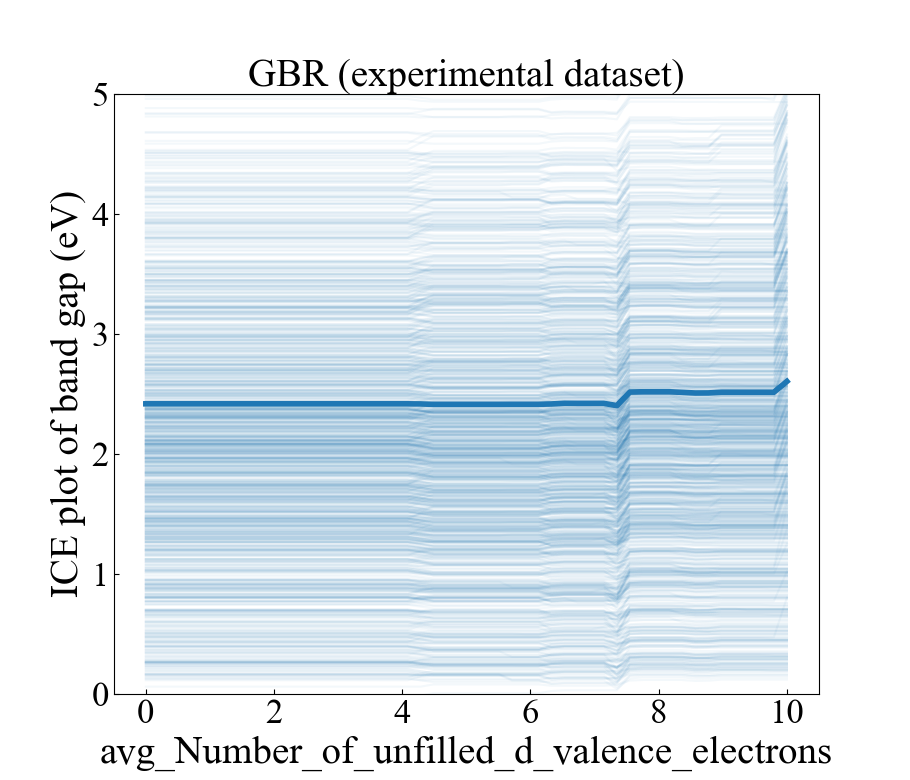 GBR (experimental dataset)
ICE plot of band gap (eV)
5
4
3
2
1
0
0 2 4 6 8 10
avg_Number_of_unfilled_d_valence_electrons